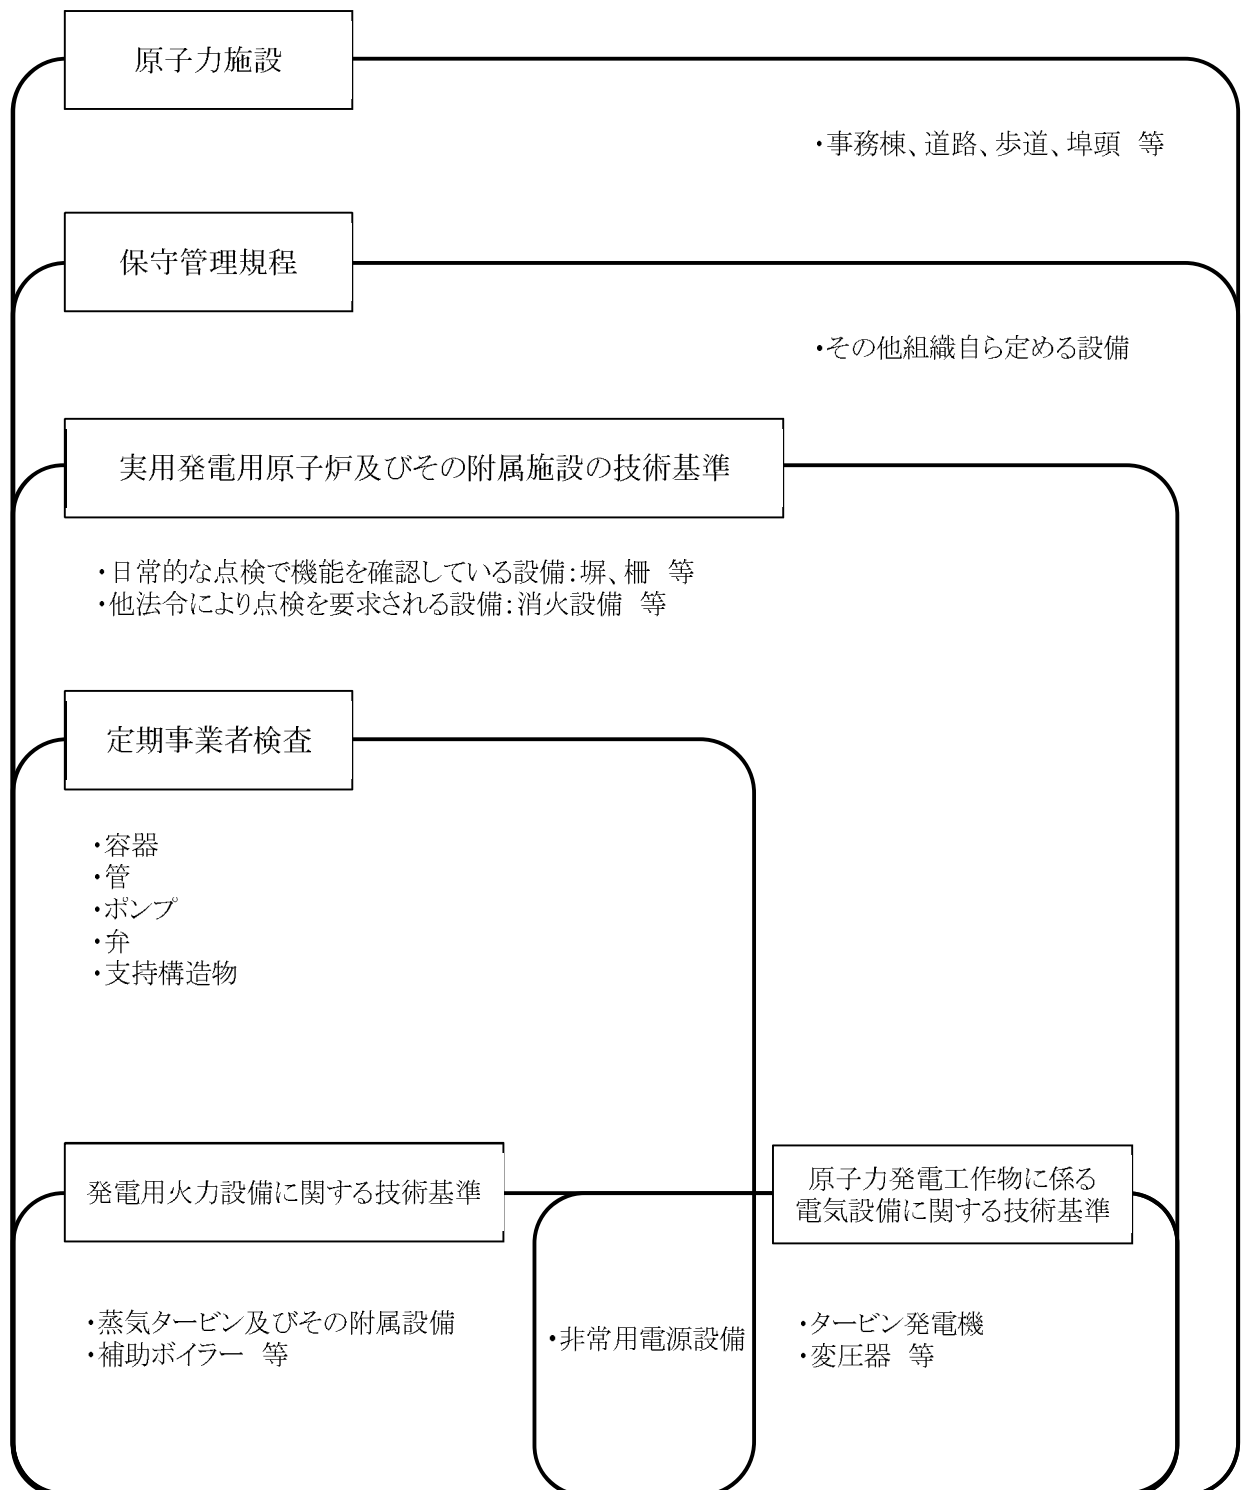 原子力施設
・事務棟、道路、歩道、埠頭　等
保守管理規程
・その他組織自ら定める設備
実用発電用原子炉及びその附属施設の技術基準
・日常的な点検で機能を確認している設備：塀、柵　等
・他法令により点検を要求される設備：消火設備　等
定期事業者検査
・容器
・管
・ポンプ
・弁
・支持構造物
発電用火力設備に関する技術基準
原子力発電工作物に係る
電気設備に関する技術基準
・蒸気タービン及びその附属設備
・補助ボイラー　等
・非常用電源設備
・タービン発電機
・変圧器　等